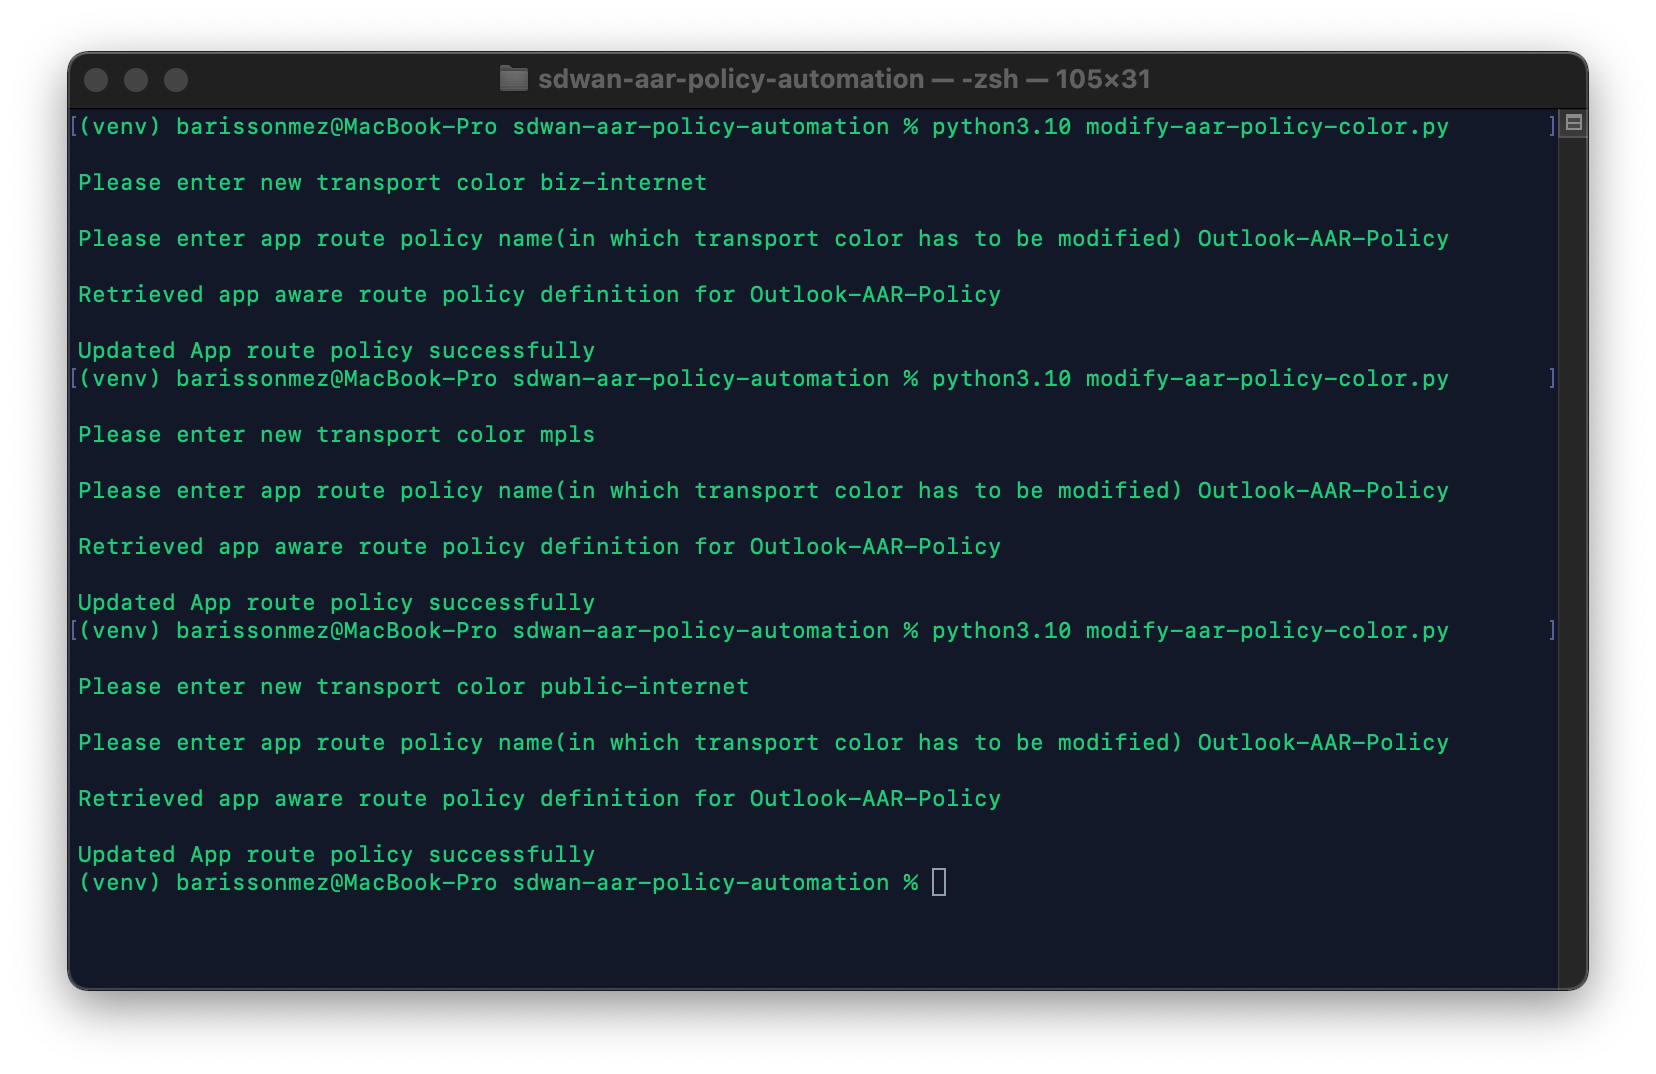 sdwan-aar-policy-automation — -zsh — 105×31
[(venv) barissonmez@MacBook-Pro sdwan-aar-policy-automation % python3.10 modify-aar-policy-color.py ]
Please enter new transport color biz-internet
Please enter app route policy name(in which transport color has to be modified) Outlook-AAR-Policy
Retrieved app aware route policy definition for Outlook-AAR-Policy
Updated App route policy successfully
[(venv) barissonmez@MacBook-Pro sdwan-aar-policy-automation % python3.10 modify-aar-policy-color.py ]
Please enter new transport color mpls
Please enter app route policy name(in which transport color has to be modified) Outlook-AAR-Policy
Retrieved app aware route policy definition for Outlook-AAR-Policy
Updated App route policy successfully
[(venv) barissonmez@MacBook-Pro sdwan-aar-policy-automation % python3.10 modify-aar-policy-color.py ]
Please enter new transport color public-internet
Please enter app route policy name(in which transport color has to be modified) Outlook-AAR-Policy
Retrieved app aware route policy definition for Outlook-AAR-Policy
Updated App route policy successfully
(venv) barissonmez@MacBook-Pro sdwan-aar-policy-automation %